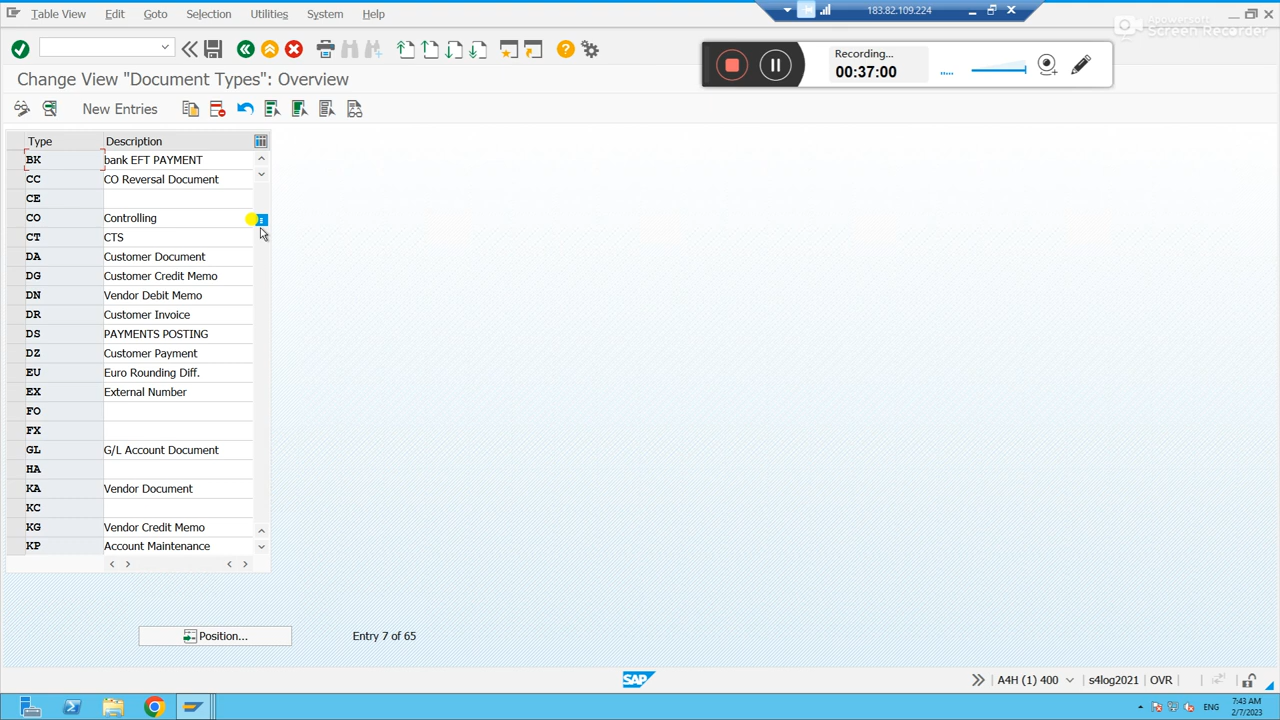 Table View Edit Goto Selection Utilities System Help
183.82.109.224
Apowersoft
Screen Recorder
Recording...
00:37:00
Change View "Document Types": Overview
New Entries
Type Description
BK bank EFT PAYMENT
CC CO Reversal Document
CE
CO Controlling
CT CTS
DA Customer Document
DG Customer Credit Memo
DN Vendor Debit Memo
DR Customer Invoice
DS PAYMENTS POSTING
DZ Customer Payment
EU Euro Rounding Diff.
EX External Number
FO
FX
GL G/L Account Document
HA
KA Vendor Document
KC
KG Vendor Credit Memo
KP Account Maintenance
Position... Entry 7 of 65
SAP A4H (1) 400 s4log2021 OVR
ENG 7:43 AM
2/7/2023